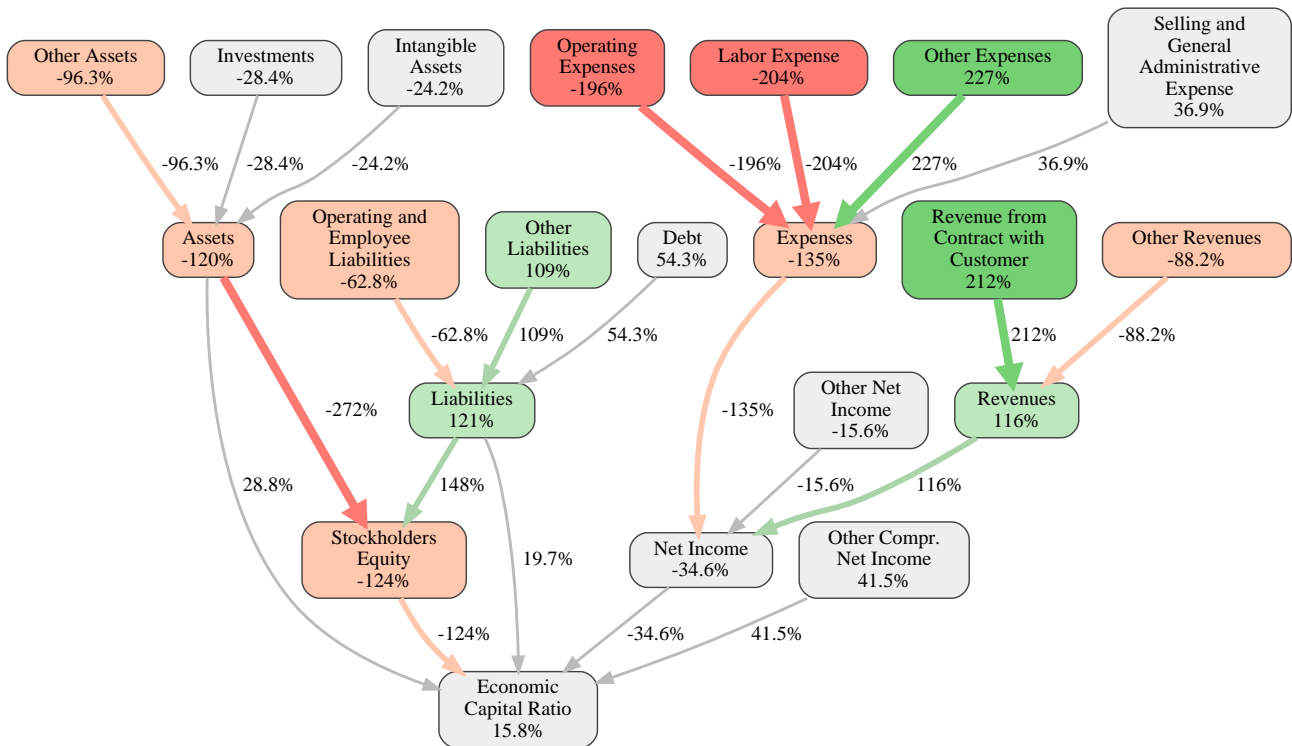 Other Assets
-96.3%
Investments
-28.4%
Intangible
Assets
-24.2%
Operating
Expenses
-196%
Labor Expense
-204%
Other Expenses
227%
Selling and
General
Administrative
Expense
36.9%
-96.3%
-28.4%
-24.2%
-196%
-204%
227%
36.9%
Assets
-120%
Operating and
Employee
Liabilities
-62.8%
Other
Liabilities
109%
Debt
54.3%
Expenses
-135%
Revenue from
Contract with
Customer
212%
Other Revenues
-88.2%
-62.8%
109%
54.3%
212%
-88.2%
-272%
Liabilities
121%
-135%
Other Net
Income
-15.6%
Revenues
116%
28.8%
148%
-15.6%
116%
Stockholders
Equity
-124%
19.7%
Net Income
-34.6%
Other Compr.
Net Income
41.5%
-124%
-34.6%
41.5%
Economic
Capital Ratio
15.8%